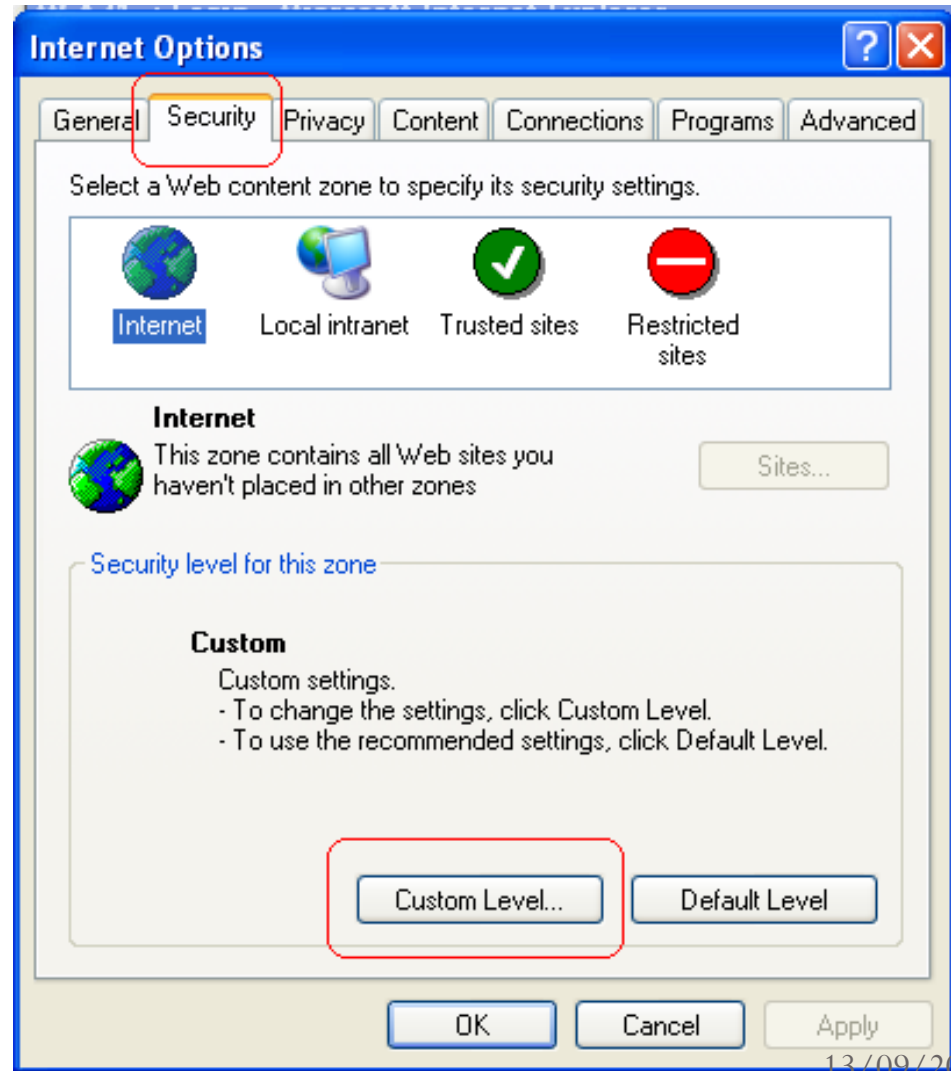 Internet Options
General Security Privacy Content Connections Programs Advanced
Select a Web content zone to specify its security settings.
Internet Local intranet Trusted sites Restricted sites
Internet
This zone contains all Web sites you
haven't placed in other zones
Sites...
Security level for this zone
Custom
Custom settings.
- To change the settings, click Custom Level.
- To use the recommended settings, click Default Level.
Custom Level... Default Level
OK Cancel Apply